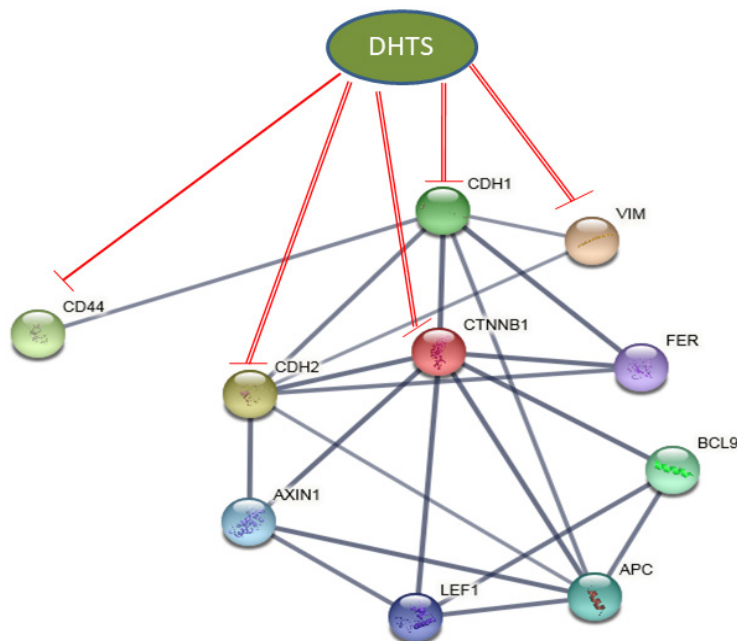 DHTS
CDH1
VIM
CD44
CTNNB1
CDH2
FER
BCL9
AXIN1
APC
LEF1